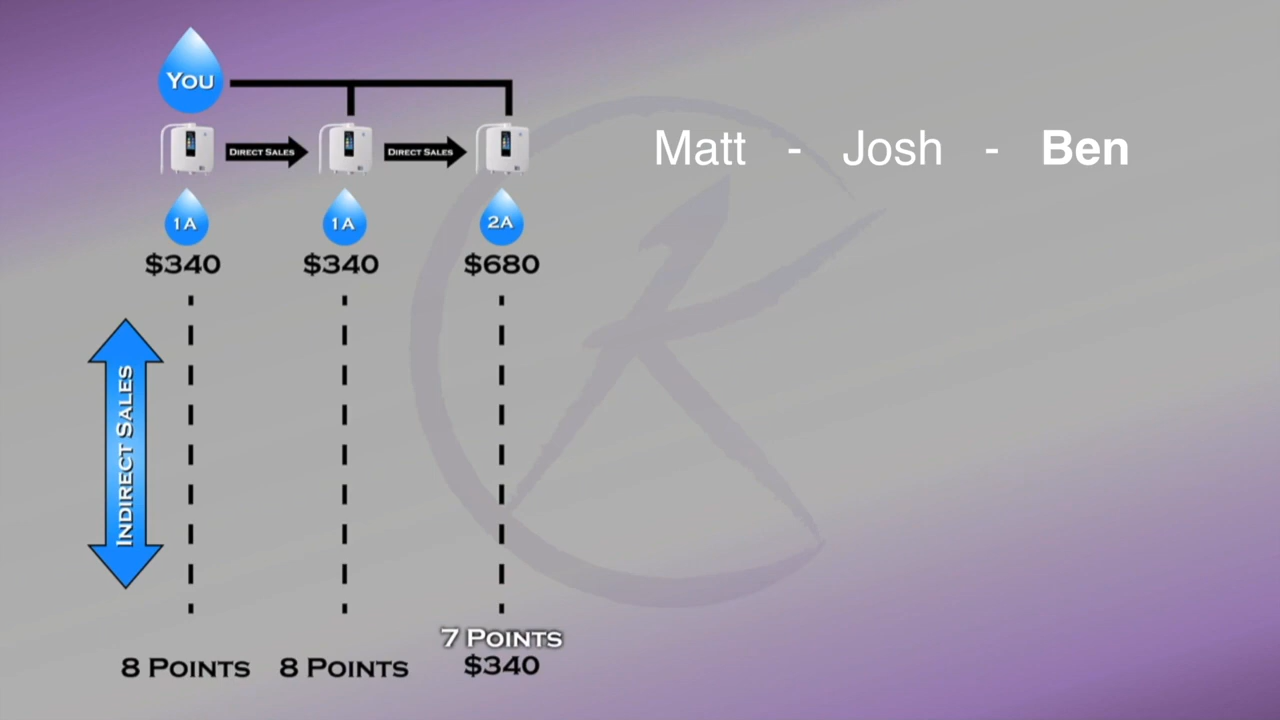 YOU
Matt - Josh - Ben
DIRECT SALES
DIRECT SALES
1A
1A
2A
$340
$340
$680
INDIRECT SALES
7 POINTS
8 POINTS
8 POINTS
$340